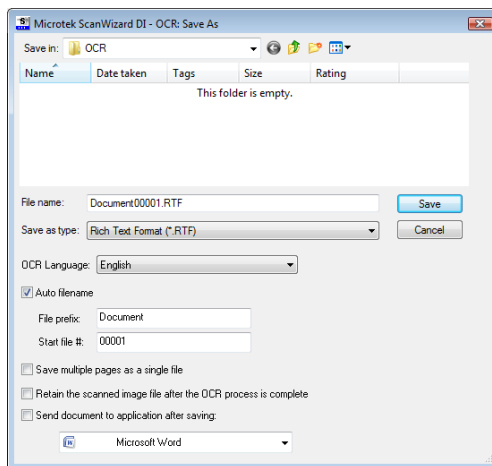 Microtek ScanWizard DI - OCR: Save As
Save in: OCR
Name Date taken Tags Size Rating
This folder is empty.
File name: Document00001.RTF Save
Save as type: Rich Text Format (*.RTF) Cancel
OCR Language: English
Auto filename
File prefix: Document
Start file #: 00001
Save multiple pages as a single file
Retain the scanned image file after the OCR process is complete
Send document to application after saving:
Microsoft Word